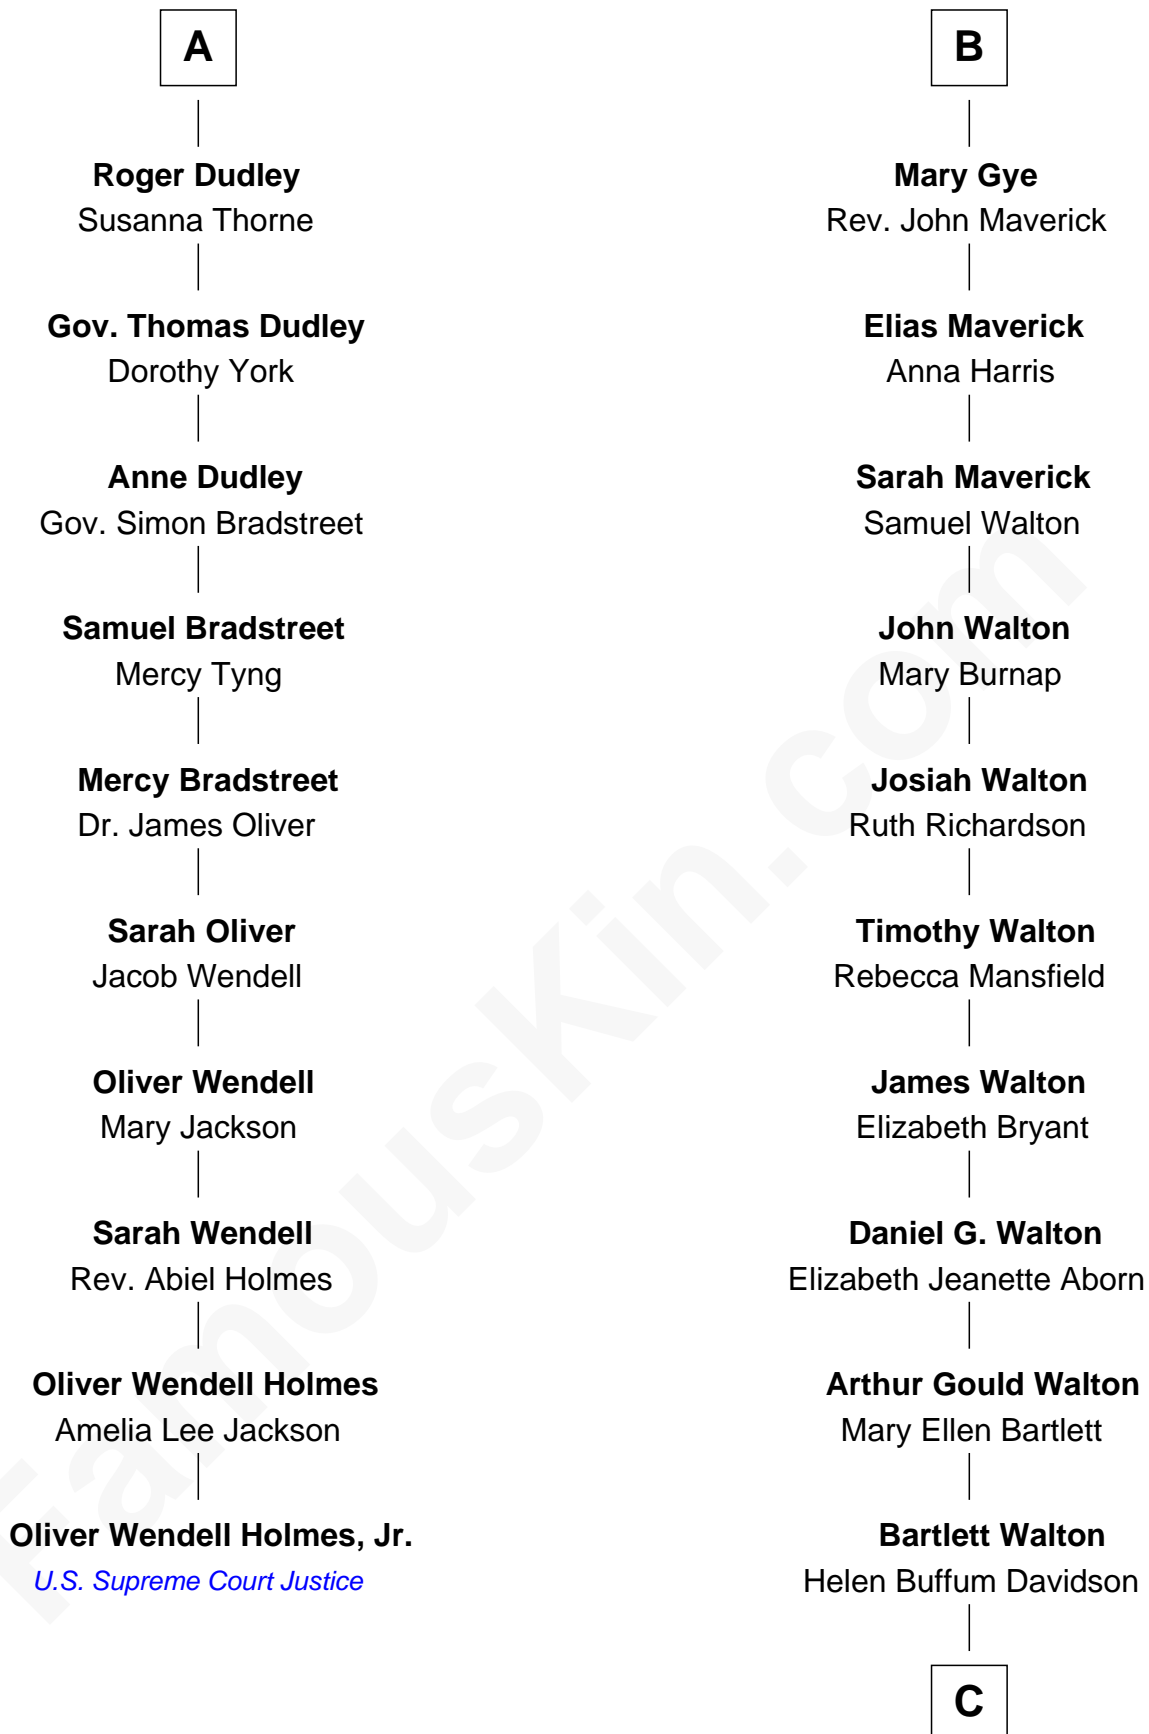 A
Roger Dudley
Susanna Thorne
Gov. Thomas Dudley
Dorothy York
Anne Dudley
Gov. Simon Bradstreet
Samuel Bradstreet
Mercy Tyng
Mercy Bradstreet
Dr. James Oliver
Sarah Oliver
Jacob Wendell
Oliver Wendell
Mary Jackson
Sarah Wendell
Rev. Abiel Holmes
Oliver Wendell Holmes
Amelia Lee Jackson
Oliver Wendell Holmes, Jr.
U.S. Supreme Court Justice
B
Mary Gye
Rev. John Maverick
Elias Maverick
Anna Harris
Sarah Maverick
Samuel Walton
John Walton
Mary Burnap
Josiah Walton
Ruth Richardson
Timothy Walton
Rebecca Mansfield
James Walton
Elizabeth Bryant
Daniel G. Walton
Elizabeth Jeanette Aborn
Arthur Gould Walton
Mary Ellen Bartlett
Bartlett Walton
Helen Buffum Davidson
C
FamousKin.com